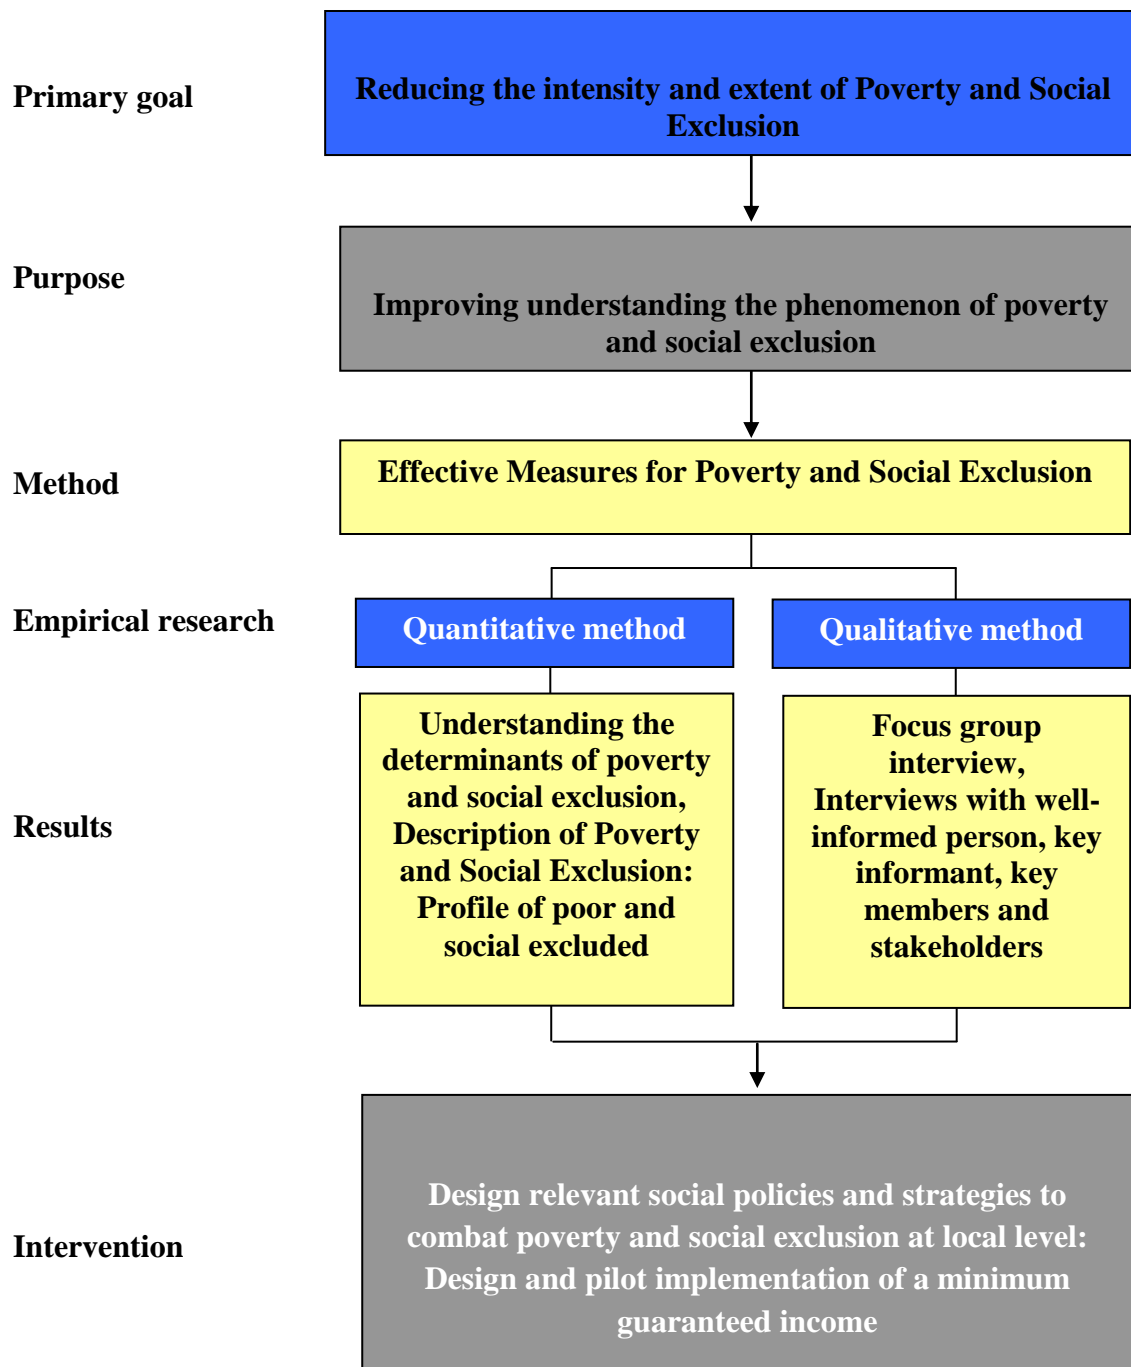 Primary goal
Reducing the intensity and extent of Poverty and Social
Exclusion
Purpose
Improving understanding the phenomenon of poverty
and social exclusion
Method
Effective Measures for Poverty and Social Exclusion
Empirical research
Quantitative method
Qualitative method
Results
Understanding the
determinants of poverty
and social exclusion,
Description of Poverty
and Social Exclusion:
Profile of poor and
social excluded
Focus group
interview,
Interviews with well-
informed person, key
informant, key
members and
stakeholders
Intervention
Design relevant social policies and strategies to
combat poverty and social exclusion at local level:
Design and pilot implementation of a minimum
guaranteed income